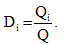 Dᵢ = Qᵢ / Q.